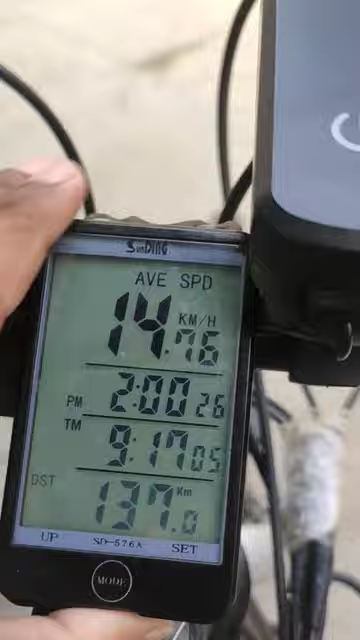 SunDING
AVE SPD
14.76 KM/H
PM 2:00 26
TM 9:17 05
DST 137.0 Km
UP SD-576A SET
MODE